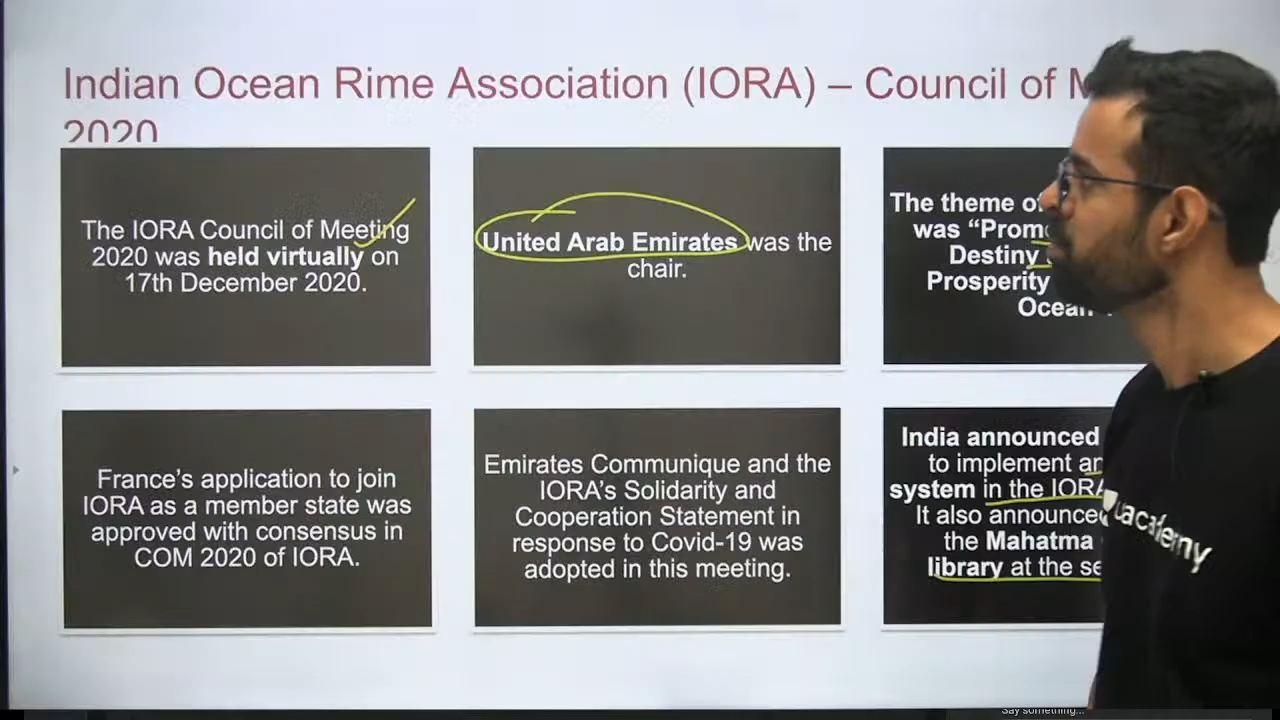 Indian Ocean Rime Association (IORA) – Council of
2020
The IORA Council of Meeting
2020 was held virtually on
17th December 2020.
United Arab Emirates was the
chair.
The theme of
was “Promo
Destiny
Prosperity
Ocean
France’s application to join
IORA as a member state was
approved with consensus in
COM 2020 of IORA.
Emirates Communique and the
IORA’s Solidarity and
Cooperation Statement in
response to Covid-19 was
adopted in this meeting.
India announced
to implement an
system in the IORA
It also announced
the Mahatma
library at the se
unacademy
Say something...